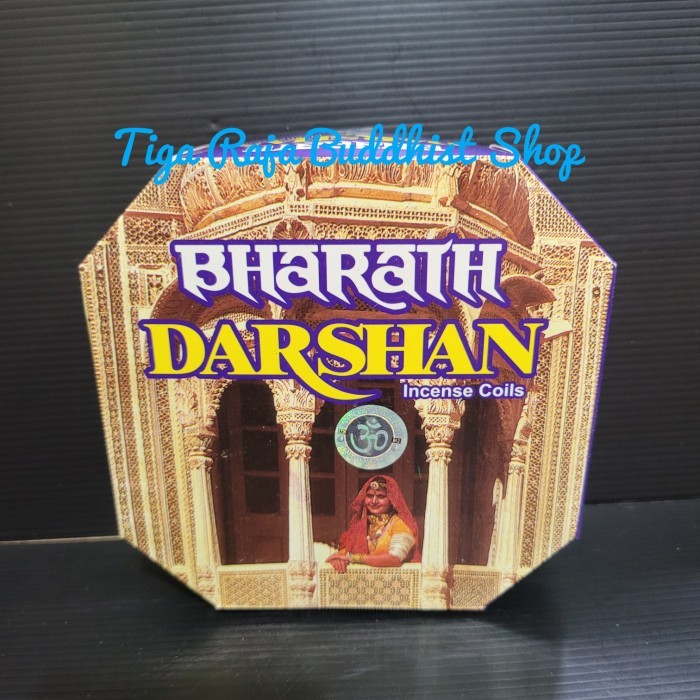 Tiga Raja Buddhist Shop
BHARATH
DARSHAN
Incense Coils
ॐ